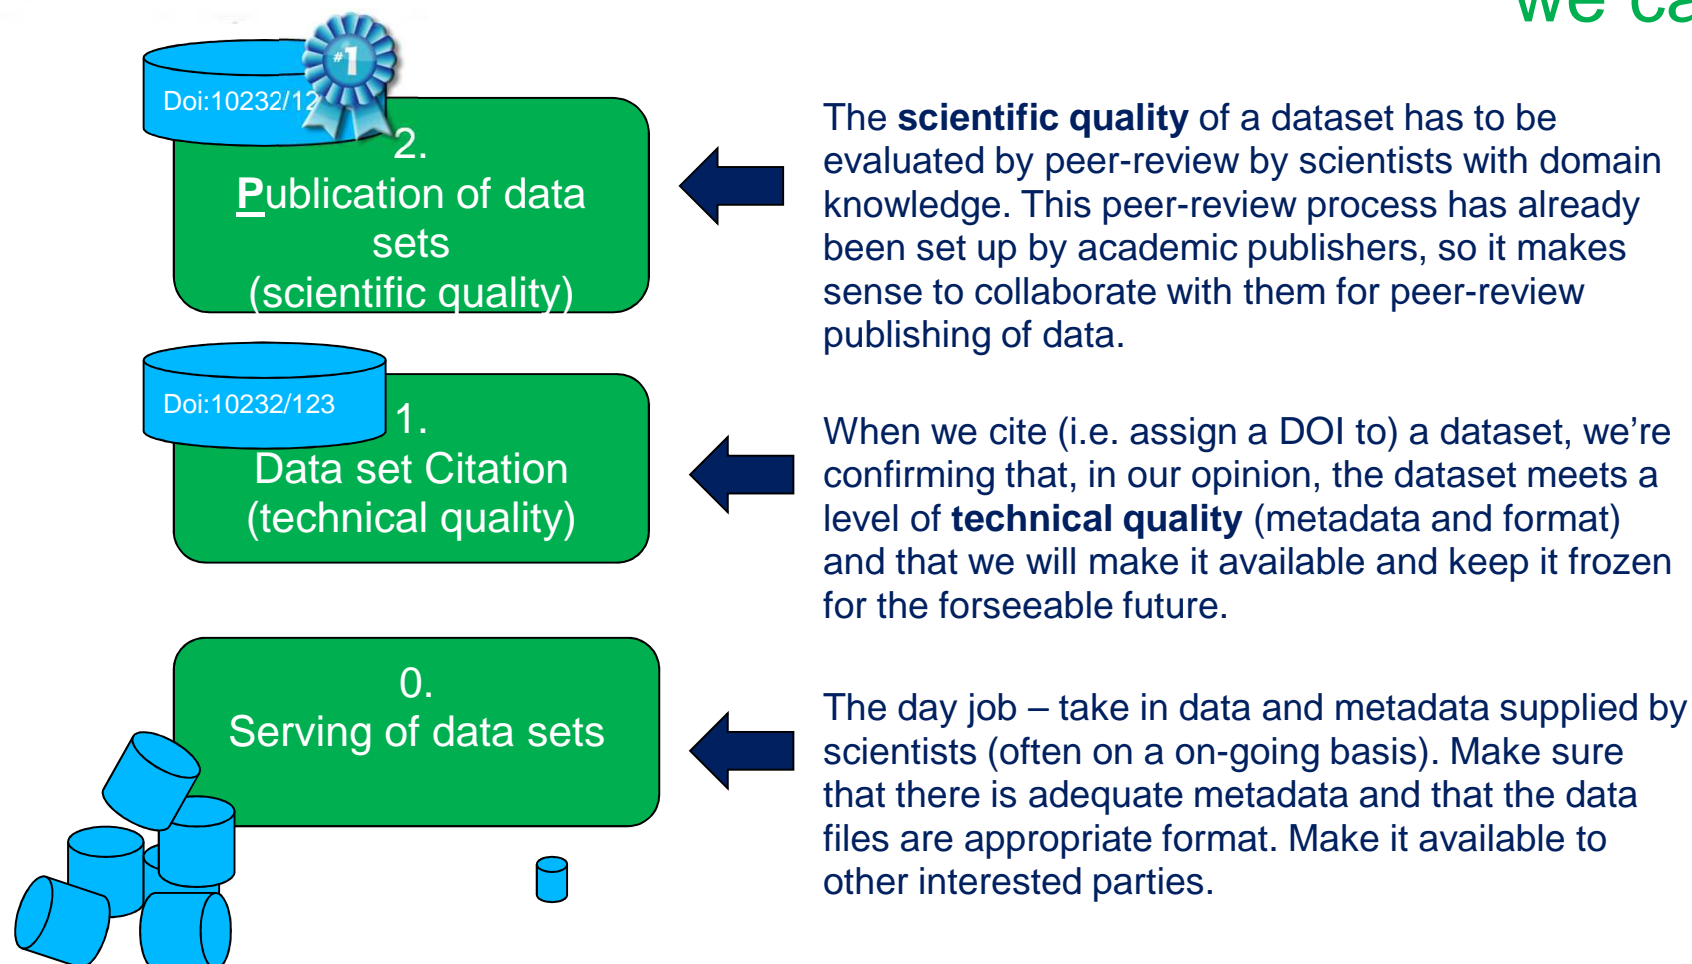 we ca
#1
Doi:10232/12
2.
Publication of data
sets
(scientific quality)
The scientific quality of a dataset has to be
evaluated by peer-review by scientists with domain
knowledge. This peer-review process has already
been set up by academic publishers, so it makes
sense to collaborate with them for peer-review
publishing of data.
Doi:10232/123
1.
Data set Citation
(technical quality)
When we cite (i.e. assign a DOI to) a dataset, we’re
confirming that, in our opinion, the dataset meets a
level of technical quality (metadata and format)
and that we will make it available and keep it frozen
for the forseeable future.
0.
Serving of data sets
The day job – take in data and metadata supplied by
scientists (often on a on-going basis). Make sure
that there is adequate metadata and that the data
files are appropriate format. Make it available to
other interested parties.